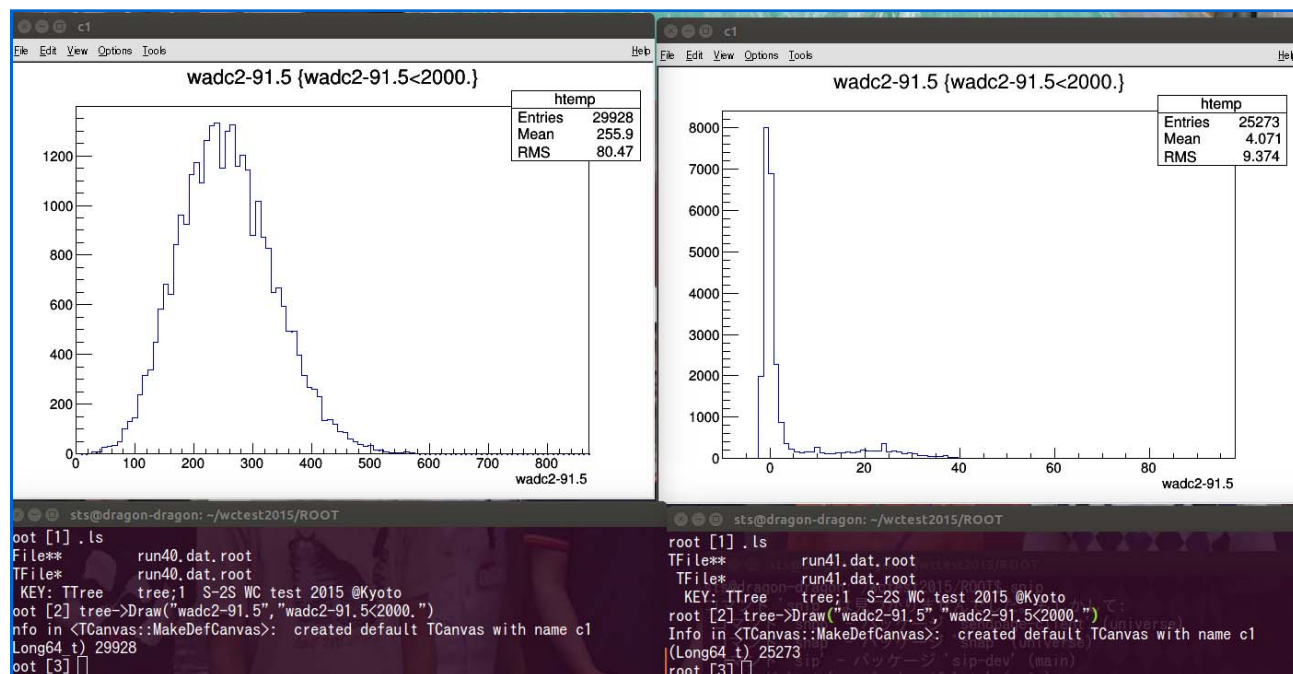 c1
File Edit View Options Tools Help
wadc2-91.5 {wadc2-91.5<2000.}
htemp
Entries 29928
Mean 255.9
RMS 80.47
1200
1000
800
600
400
200
0
0 100 200 300 400 500 600 700 800
wadc2-91.5
sts@dragon-dragon: ~/wctest2015/ROOT
oot [1] .ls
File** run40.dat.root
TFile* run40.dat.root
KEY: TTree tree;1 S-2S WC test 2015 @Kyoto
oot [2] tree->Draw("wadc2-91.5","wadc2-91.5<2000.")
nfo in <TCanvas::MakeDefCanvas>: created default TCanvas with name c1
(Long64_t) 29928
oot [3]
c1
File Edit View Options Tools Hel
wadc2-91.5 {wadc2-91.5<2000.}
htemp
Entries 25273
Mean 4.071
RMS 9.374
8000
7000
6000
5000
4000
3000
2000
1000
0
0 20 40 60 80
wadc2-91.5
sts@dragon-dragon: ~/wctest2015/ROOT
root [1] .ls
TFile** run41.dat.root
TFile* run41.dat.root
KEY: TTree tree;1 S-2S WC test 2015 @Kyoto
root [2] tree->Draw("wadc2-91.5","wadc2-91.5<2000.")
Info in <TCanvas::MakeDefCanvas>: created default TCanvas with name c1
(Long64_t) 25273
root [3]